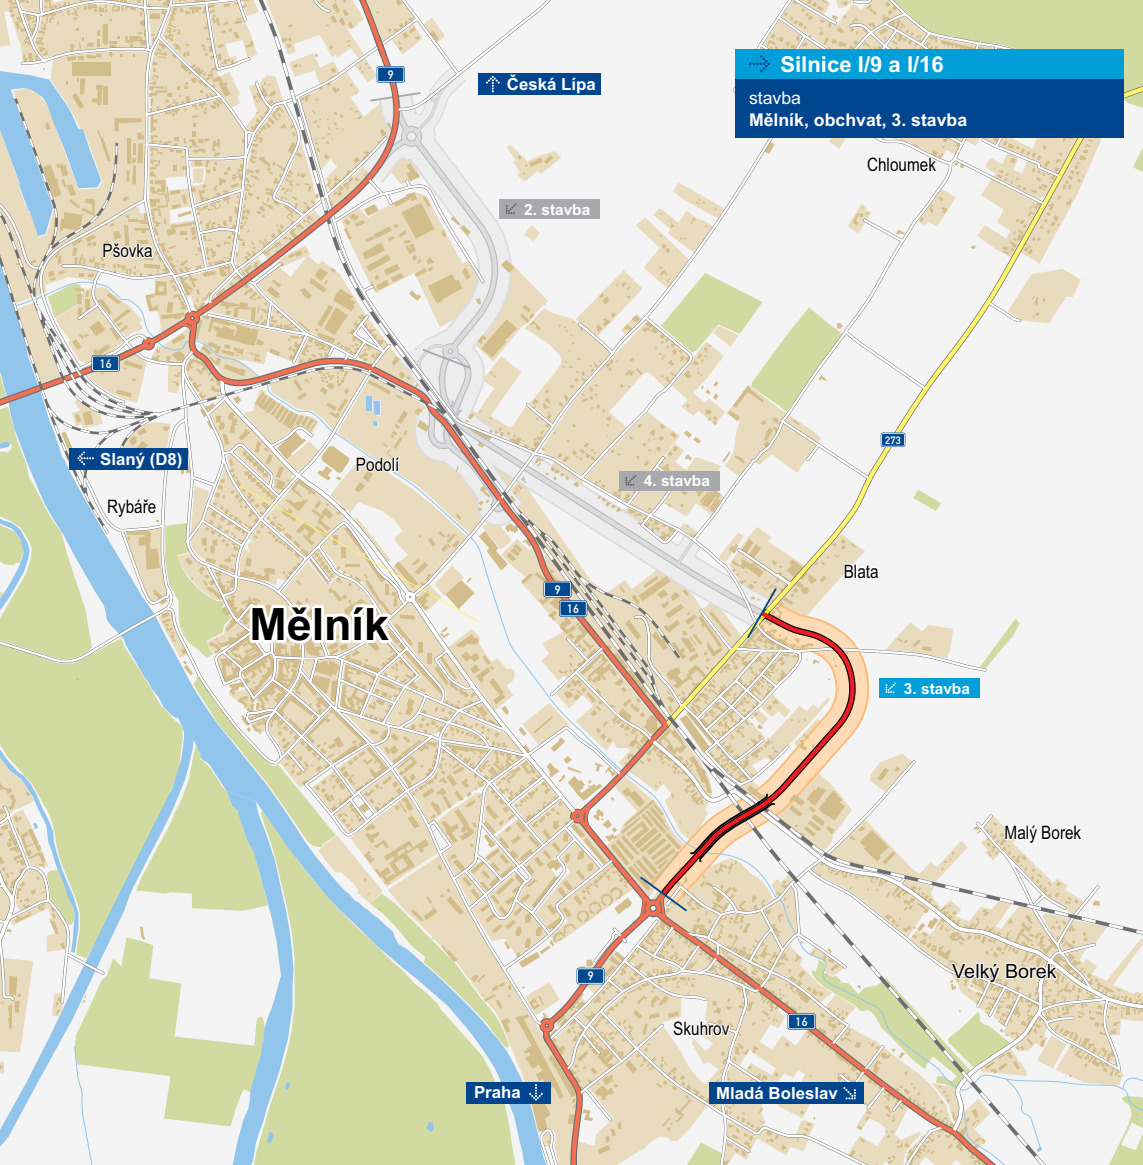 Silnice I/9 a I/16
stavba
Mělník, obchvat, 3. stavba
9
Česká Lípa
Chloumek
2. stavba
Pšovka
16
273
Slaný (D8)
Podolí
4. stavba
Rybáře
Blata
9
16
Mělník
3. stavba
Malý Borek
Velký Borek
9
16
Skuhrov
Praha
Mladá Boleslav